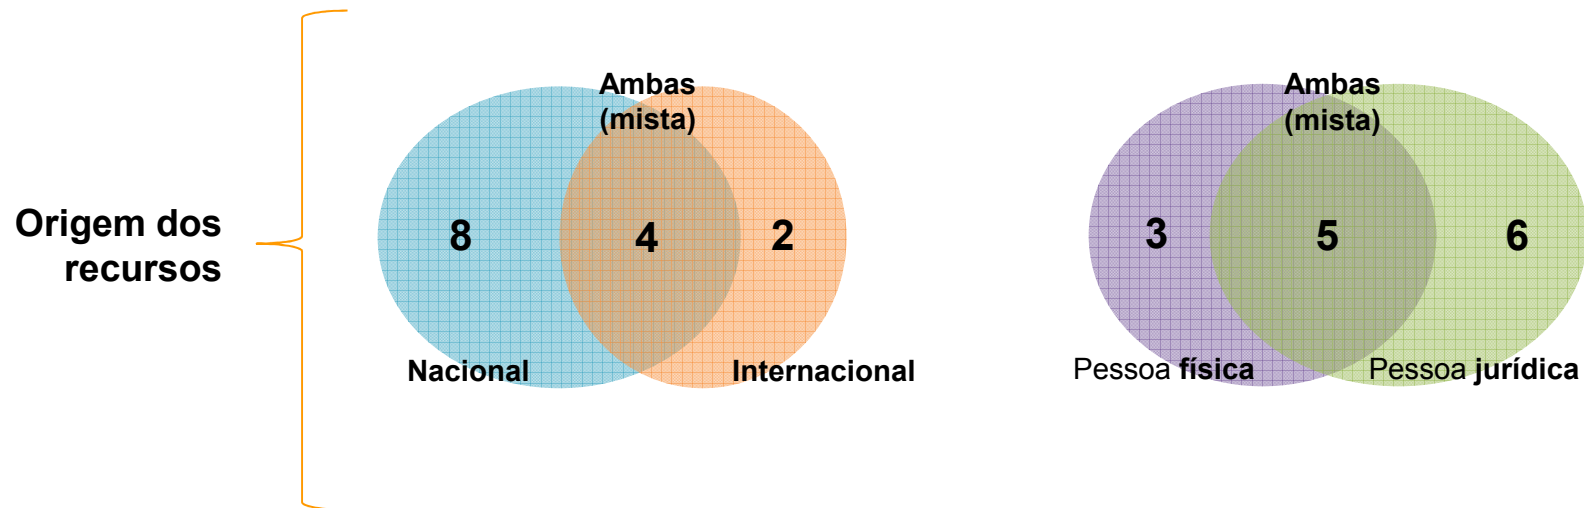 Origem dos
recursos
Ambas
(mista)
8
4
2
Nacional
Internacional
Ambas
(mista)
3
5
6
Pessoa física
Pessoa jurídica